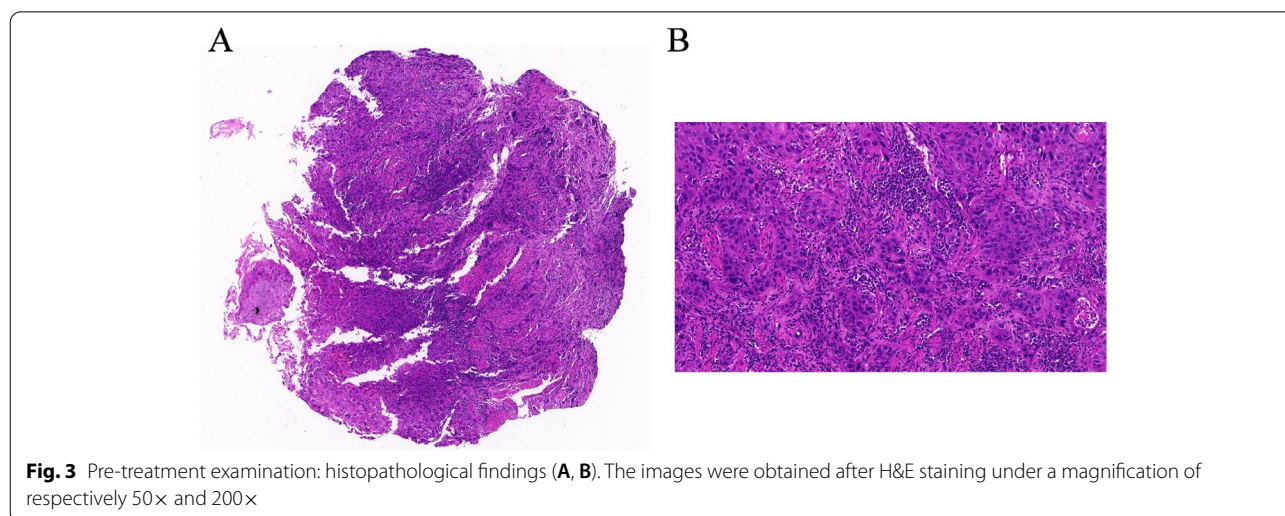 A
B
Fig. 3 Pre-treatment examination: histopathological findings (A, B). The images were obtained after H&E staining under a magnification of
respectively 50× and 200×